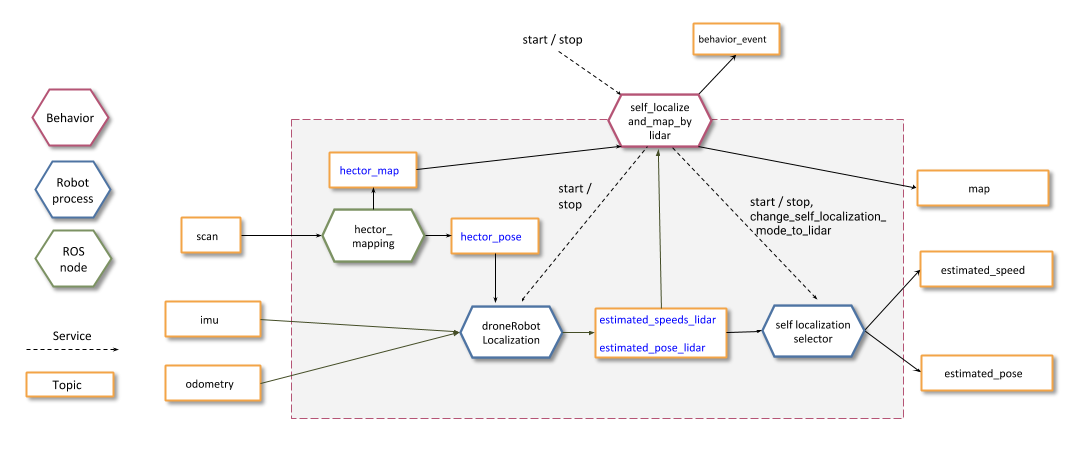 start / stop
behavior_event
Behavior
self_localize
and_map_by
lidar
hector_map
Robot
process
start /
stop
map
start / stop,
change_self_localization_
mode_to_lidar
scan
hector_
mapping
hector_pose
ROS
node
estimated_speed
imu
droneRobot
Localization
estimated_speeds_lidar
estimated_pose_lidar
self localization
selector
Service
odometry
estimated_pose
Topic